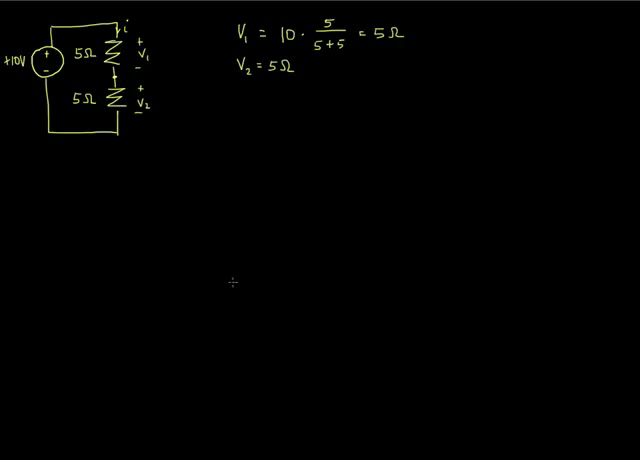 V₁ = 10 · 5/(5+5) = 5Ω
V₂ = 5Ω
i
+10V
+
−
5Ω
+
V₁
−
5Ω
+
V₂
−